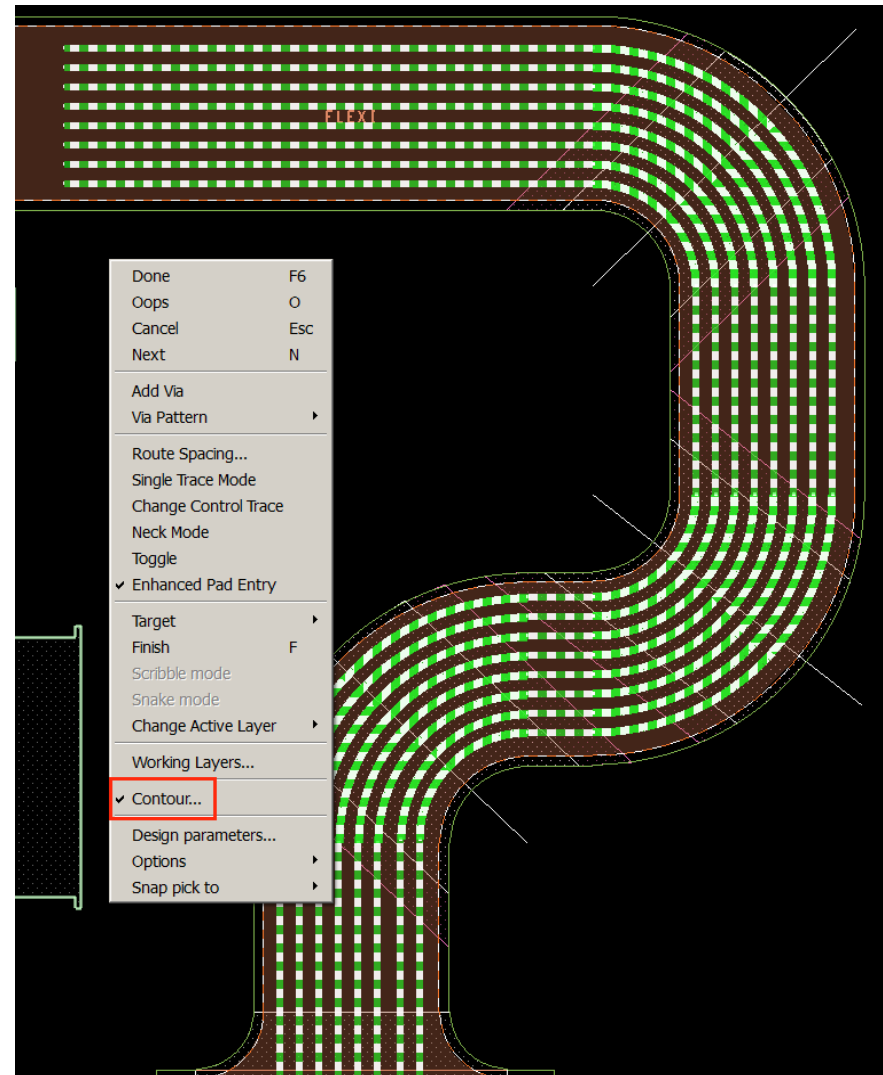 FLEXI
Done F6
Oops O
Cancel Esc
Next N
Add Via
Via Pattern
Route Spacing...
Single Trace Mode
Change Control Trace
Neck Mode
Toggle
Enhanced Pad Entry
Target
Finish F
Scribble mode
Snake mode
Change Active Layer
Working Layers...
Contour...
Design parameters...
Options
Snap pick to